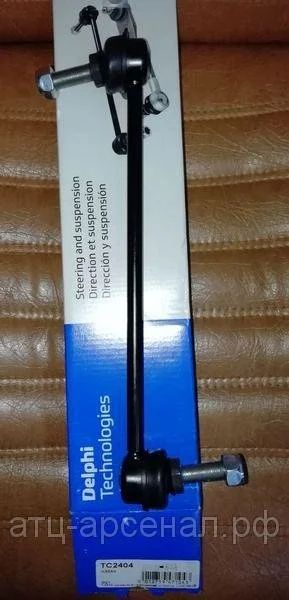 Steering and suspension
Direction et suspension
Dirección y suspensión
Delphi
Technologies
атц-арсенал.рф
TC2404